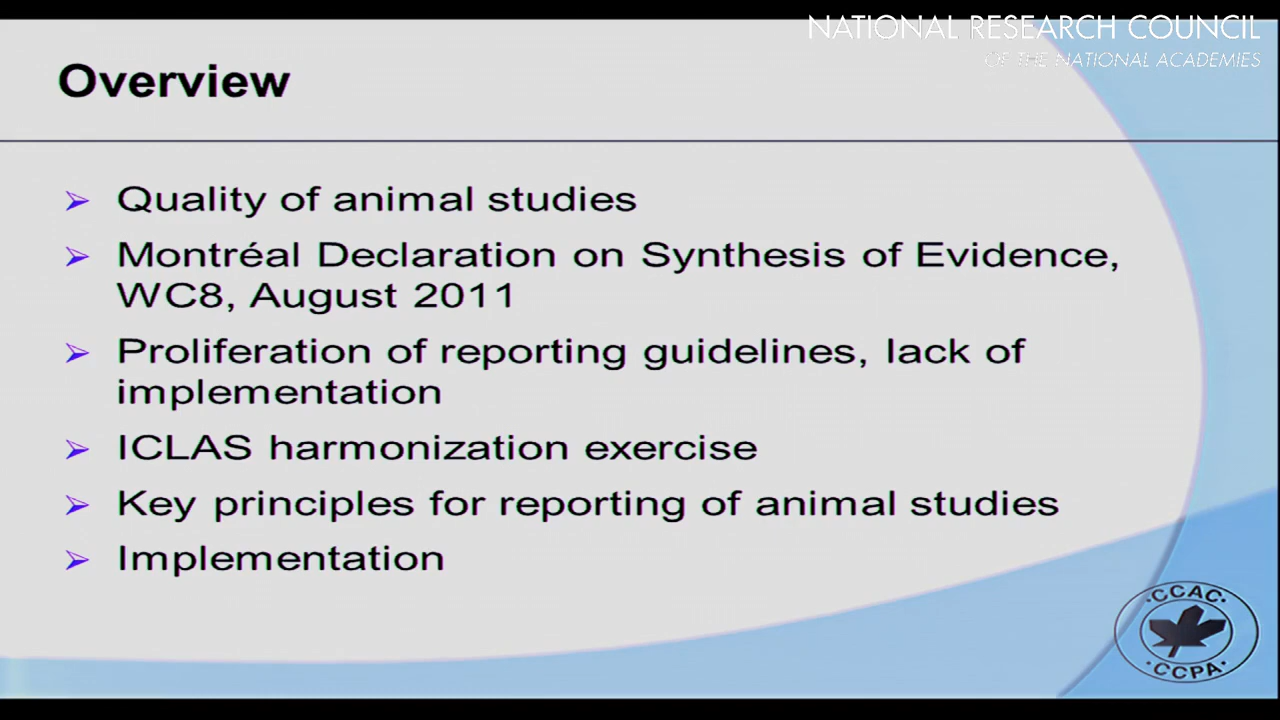 NATIONAL RESEARCH COUNCIL
OF THE NATIONAL ACADEMIES
Overview
➢ Quality of animal studies
➢ Montréal Declaration on Synthesis of Evidence,
WC8, August 2011
➢ Proliferation of reporting guidelines, lack of
implementation
➢ ICLAS harmonization exercise
➢ Key principles for reporting of animal studies
➢ Implementation
·CCAC·
·CCPA·